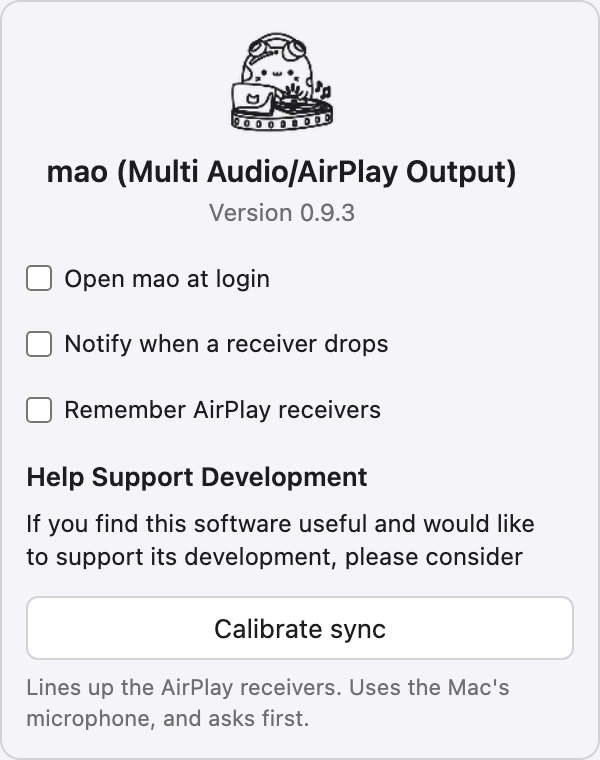 mao (Multi Audio/AirPlay Output)
Version 0.9.3
Open mao at login
Notify when a receiver drops
Remember AirPlay receivers
Help Support Development
If you find this software useful and would like
to support its development, please consider
Calibrate sync
Lines up the AirPlay receivers. Uses the Mac's
microphone, and asks first.